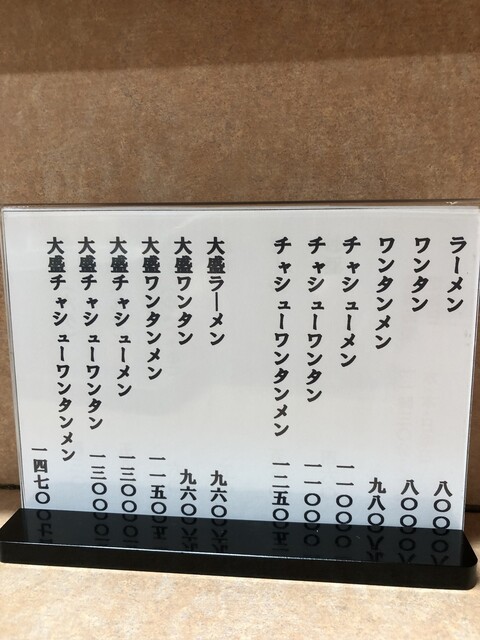 ラーメン 八〇〇
ワンタン 八〇〇
ワンタンメン 九八〇
チャシューメン 一一〇〇
チャシューワンタン 一一〇〇
チャシューワンタンメン 一二五〇
大盛ラーメン 九六〇
大盛ワンタン 九六〇
大盛ワンタンメン 一一五〇
大盛チャシューメン 一三〇〇
大盛チャシューワンタン 一三〇〇
大盛チャシューワンタンメン 一四七〇